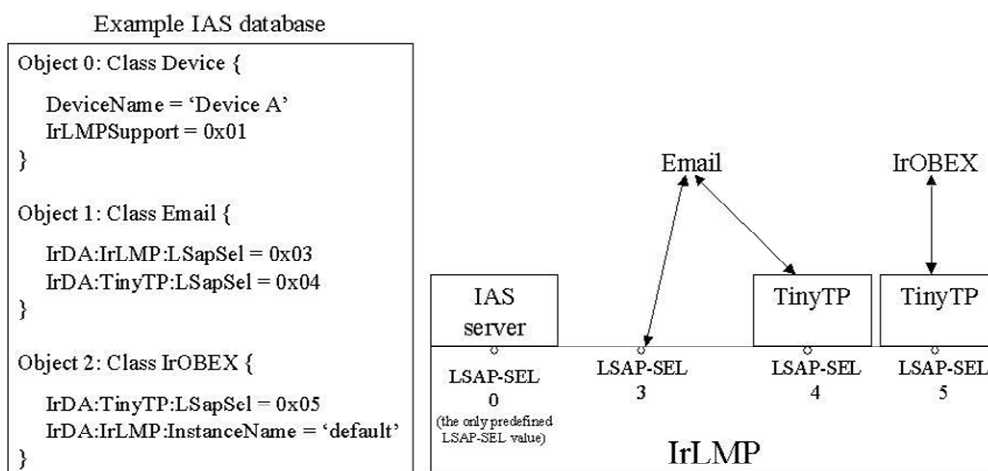 Example IAS database
Object 0: Class Device {
DeviceName = ‘Device A’
IrLMPSupport = 0x01
}
Object 1: Class Email {
IrDA:IrLMP:LSapSel = 0x03
IrDA:TinyTP:LSapSel = 0x04
}
Object 2: Class IrOBEX {
IrDA:TinyTP:LSapSel = 0x05
IrDA:IrLMP:InstanceName = ‘default’
}
Email
IrOBEX
IAS
server
TinyTP
TinyTP
LSAP-SEL
0
(the only predefined
LSAP-SEL value)
LSAP-SEL
3
LSAP-SEL
4
LSAP-SEL
5
IrLMP